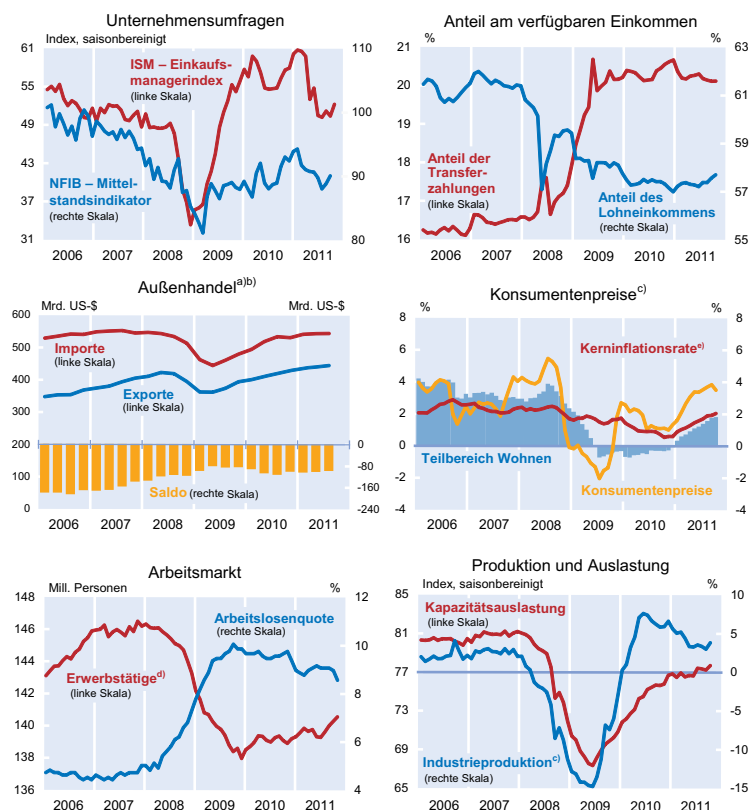 Unternehmensumfragen
Index, saisonbereinigt
61
55
49
43
37
31
110
100
90
80
ISM – Einkaufs-
managerindex
(linke Skala)
NFIB – Mittel-
standsindikator
(rechte Skala)
2006 2007 2008 2009 2010 2011
Anteil am verfügbaren Einkommen
% %
21
20
19
18
17
16
63
61
59
57
55
Anteil der
Transfer-
zahlungen
(linke Skala)
Anteil des
Lohneinkommens
(rechte Skala)
2006 2007 2008 2009 2010 2011
Außenhandel a)b)
Mrd. US-$ Mrd. US-$
600
500
400
300
200
100
0
0
-80
-160
-240
Importe
(linke Skala)
Exporte
(linke Skala)
Saldo (rechte Skala)
2006 2007 2008 2009 2010 2011
Konsumentenpreise c)
% %
8
6
4
2
0
-2
-4
8
6
4
2
0
-2
-4
Kerninflationsrate e)
Teilbereich Wohnen
Konsumentenpreise
2006 2007 2008 2009 2010 2011
Arbeitsmarkt
Mill. Personen %
148
146
144
142
140
138
136
12
10
8
6
4
Arbeitslosenquote
(rechte Skala)
Erwerbstätige d)
(linke Skala)
2006 2007 2008 2009 2010 2011
Produktion und Auslastung
Index, saisonbereinigt %
85
81
77
73
69
65
10
5
0
-5
-10
-15
Kapazitätsauslastung
(linke Skala)
Industrieproduktion c)
(rechte Skala)
2006 2007 2008 2009 2010 2011